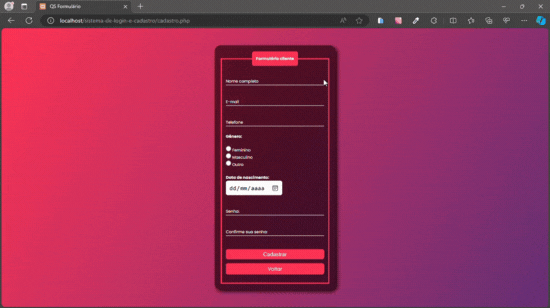 GS Formulário
localhost/sistema-de-login-e-cadastro/cadastro.php
Formulário cliente
Nome completo
E-mail
Telefone
Gênero:
Feminino
Masculino
Outro
Data de nascimento:
dd/mm/aaaa
Senha:
Confirme sua senha:
Cadastrar
Voltar